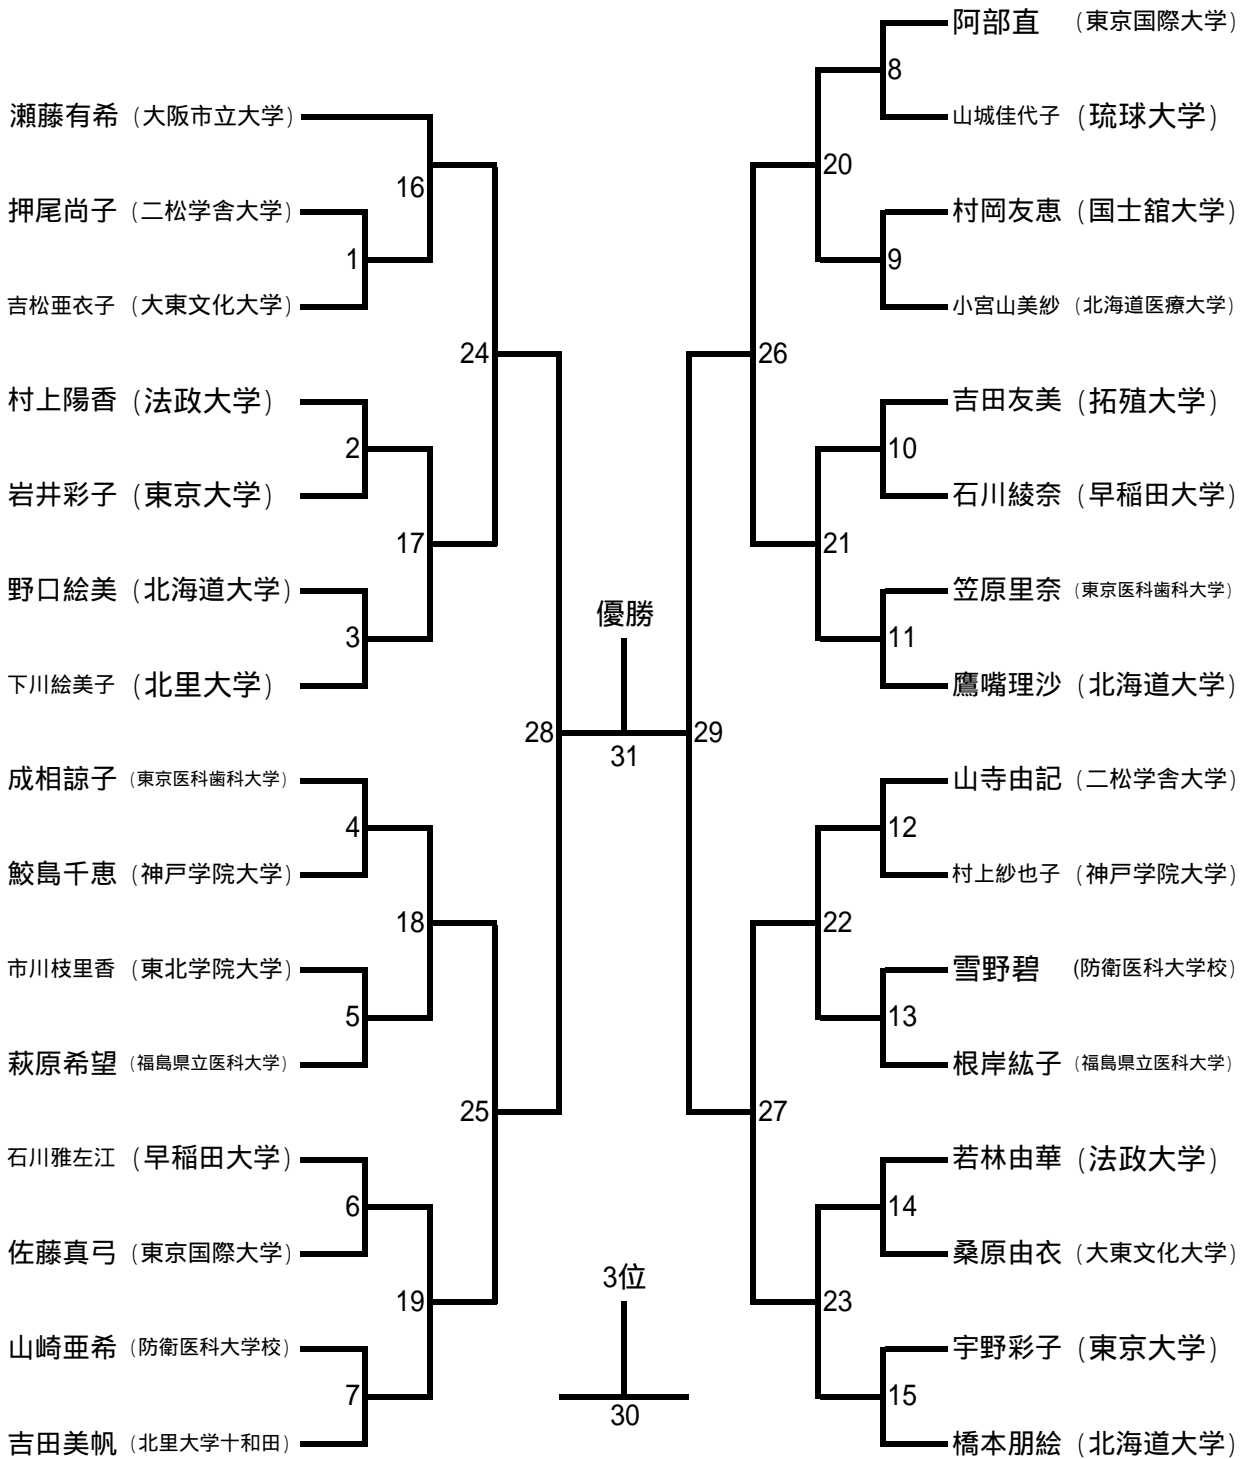 瀬藤有希 (大阪市立大学)
16
押尾尚子 (二松学舎大学)
1
吉松亜衣子 (大東文化大学)
24
村上陽香 (法政大学)
2
岩井彩子 (東京大学)
17
野口絵美 (北海道大学)
3
下川絵美子 (北里大学)
28
成相諒子 (東京医科歯科大学)
4
鮫島千恵 (神戸学院大学)
18
市川枝里香 (東北学院大学)
5
萩原希望 (福島県立医科大学)
25
石川雅左江 (早稲田大学)
6
佐藤真弓 (東京国際大学)
19
山崎亜希 (防衛医科大学校)
7
吉田美帆 (北里大学十和田)
優勝
31
3位
30
阿部直 (東京国際大学)
8
山城佳代子 (琉球大学)
20
村岡友恵 (国士舘大学)
9
小宮山美紗 (北海道医療大学)
26
吉田友美 (拓殖大学)
10
石川綾奈 (早稲田大学)
21
笠原里奈 (東京医科歯科大学)
11
鷹嘴理沙 (北海道大学)
29
山寺由記 (二松学舎大学)
12
村上紗也子 (神戸学院大学)
22
雪野碧 (防衛医科大学校)
13
根岸紘子 (福島県立医科大学)
27
若林由華 (法政大学)
14
桑原由衣 (大東文化大学)
23
宇野彩子 (東京大学)
15
橋本朋絵 (北海道大学)